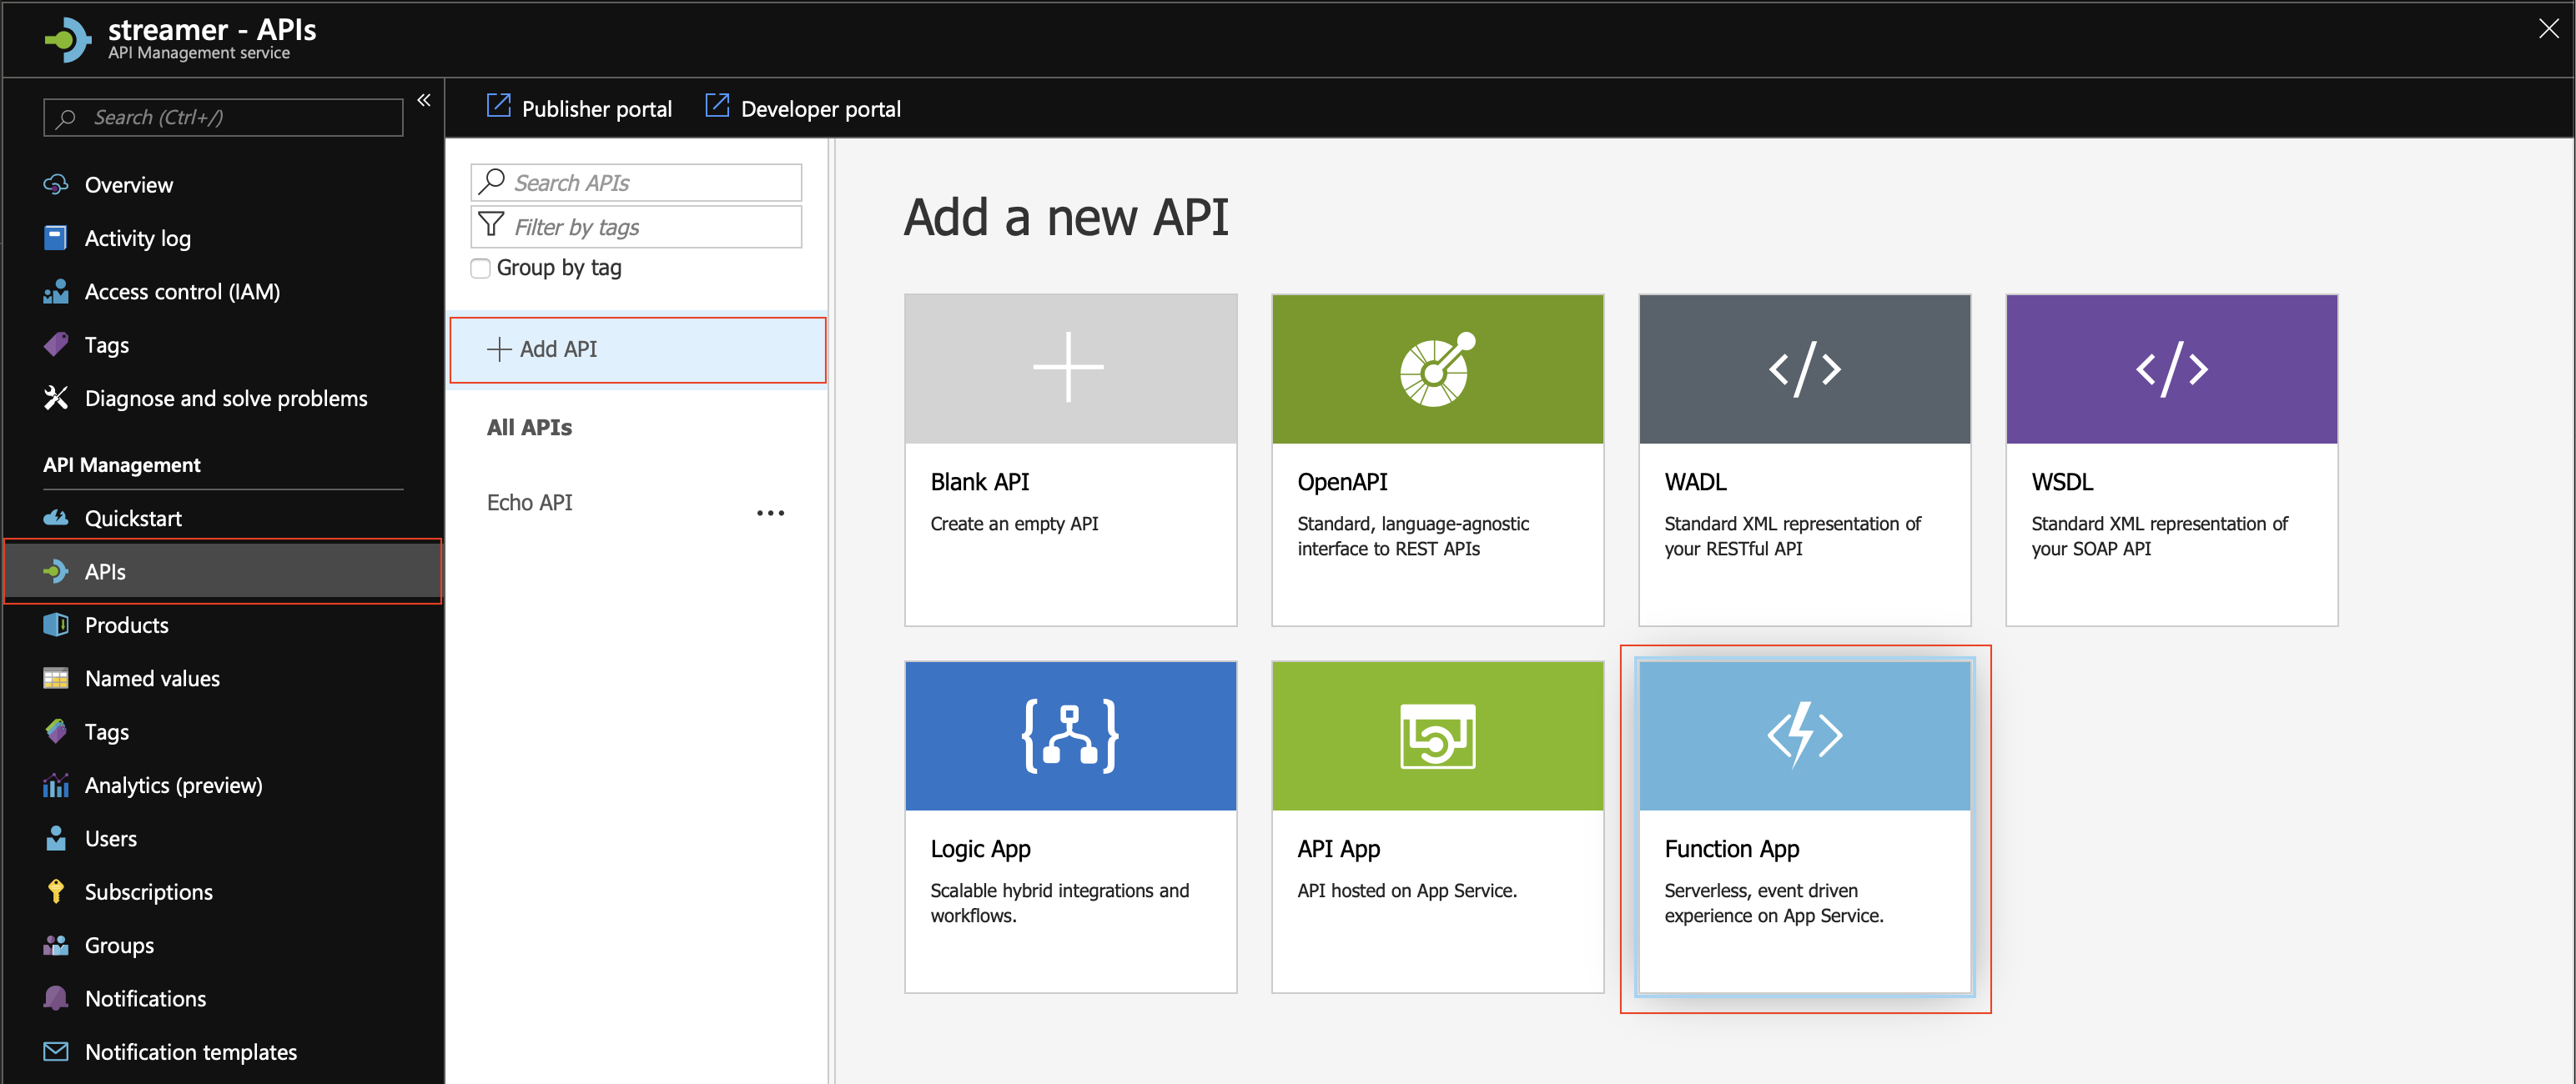 streamer - APIs
API Management service
Search (Ctrl+/)
«
Overview
Activity log
Access control (IAM)
Tags
Diagnose and solve problems
API Management
Quickstart
APIs
Products
Named values
Tags
Analytics (preview)
Users
Subscriptions
Groups
Notifications
Notification templates
Publisher portal
Developer portal
Search APIs
Filter by tags
Group by tag
Add API
All APIs
Echo API
...
Add a new API
Blank API
Create an empty API
OpenAPI
Standard, language-agnostic
interface to REST APIs
WADL
Standard XML representation of
your RESTful API
WSDL
Standard XML representation of
your SOAP API
Logic App
Scalable hybrid integrations and
workflows.
API App
API hosted on App Service.
Function App
Serverless, event driven
experience on App Service.